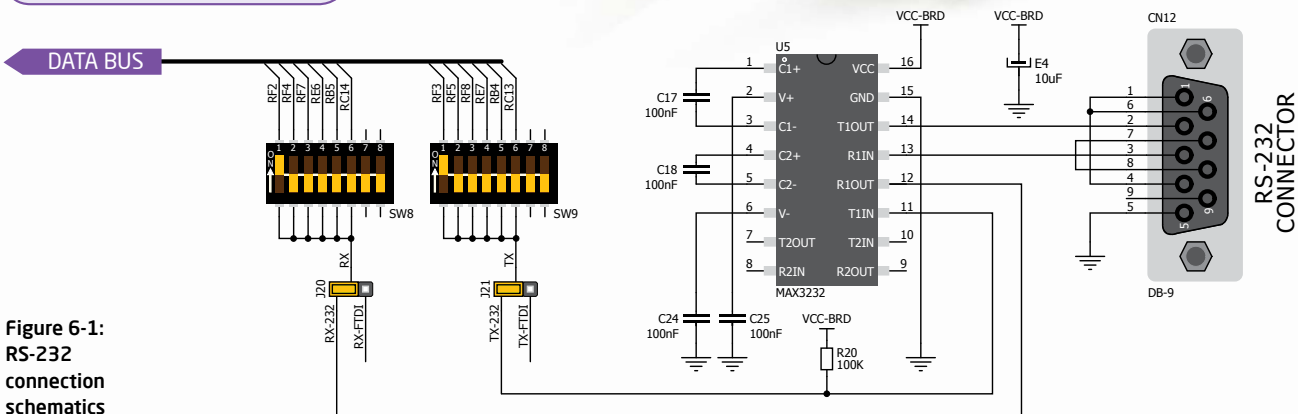 DATA BUS
RF2
RF4
RF7
RE6
RB5
RC14
RF3
RF5
RF8
RE7
RB4
RC13
ON
1 2 3 4 5 6 7 8
SW8
ON
1 2 3 4 5 6 7 8
SW9
RX
TX
J20
J21
RX-232
RX-FTDI
TX-232
TX-FTDI
C17
100nF
C18
100nF
C24
100nF
C25
100nF
U5
1 C1+ VCC 16
2 V+ GND 15
3 C1- T1OUT 14
4 C2+ R1IN 13
5 C2- R1OUT 12
6 V- T1IN 11
7 T2OUT T2IN 10
8 R2IN R2OUT 9
MAX3232
VCC-BRD
VCC-BRD
E4
10uF
VCC-BRD
R20
100K
CN12
1
6
2
7
3
8
4
9
5
1
6
5
9
DB-9
RS-232
CONNECTOR
Figure 6-1:
RS-232
connection
schematics